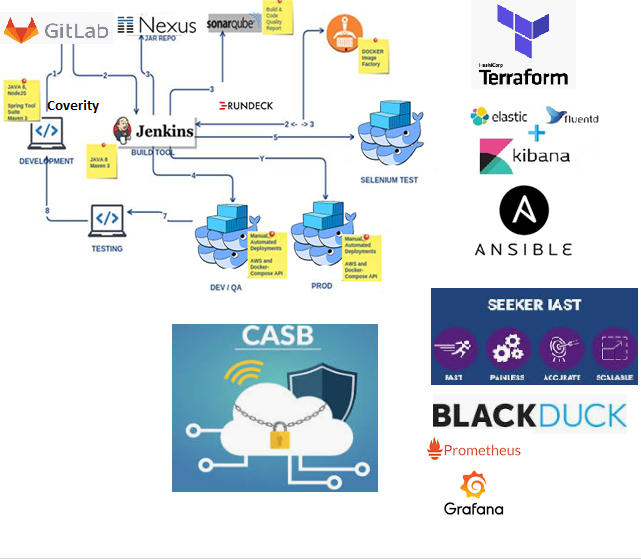 GitLab
Nexus
JAR REPO
sonarqube
Build &
Code
Quality
Report
DOCKER
Image
Factory
1
2
3
3
JAVA 8,
NodeJS
Spring Tool
Suite
Maven 3
Coverity
DEVELOPMENT
JAVA 8
Maven 3
Jenkins
BUILD TOOL
RUNDECK
2 <- -> 3
5
SELENIUM TEST
4
Y
8
7
TESTING
Manual,
Automated
Deployments
AWS and
Docker-
Compose API
DEV / QA
Manual,
Automated
Deployments
AWS and
Docker-
Compose API
PROD
HashiCorp
Terraform
elastic
fluentd
+
kibana
ANSIBLE
CASB
SEEKER IAST
FAST
PAINLESS
ACCURATE
SCALABLE
BLACKDUCK
Prometheus
Grafana